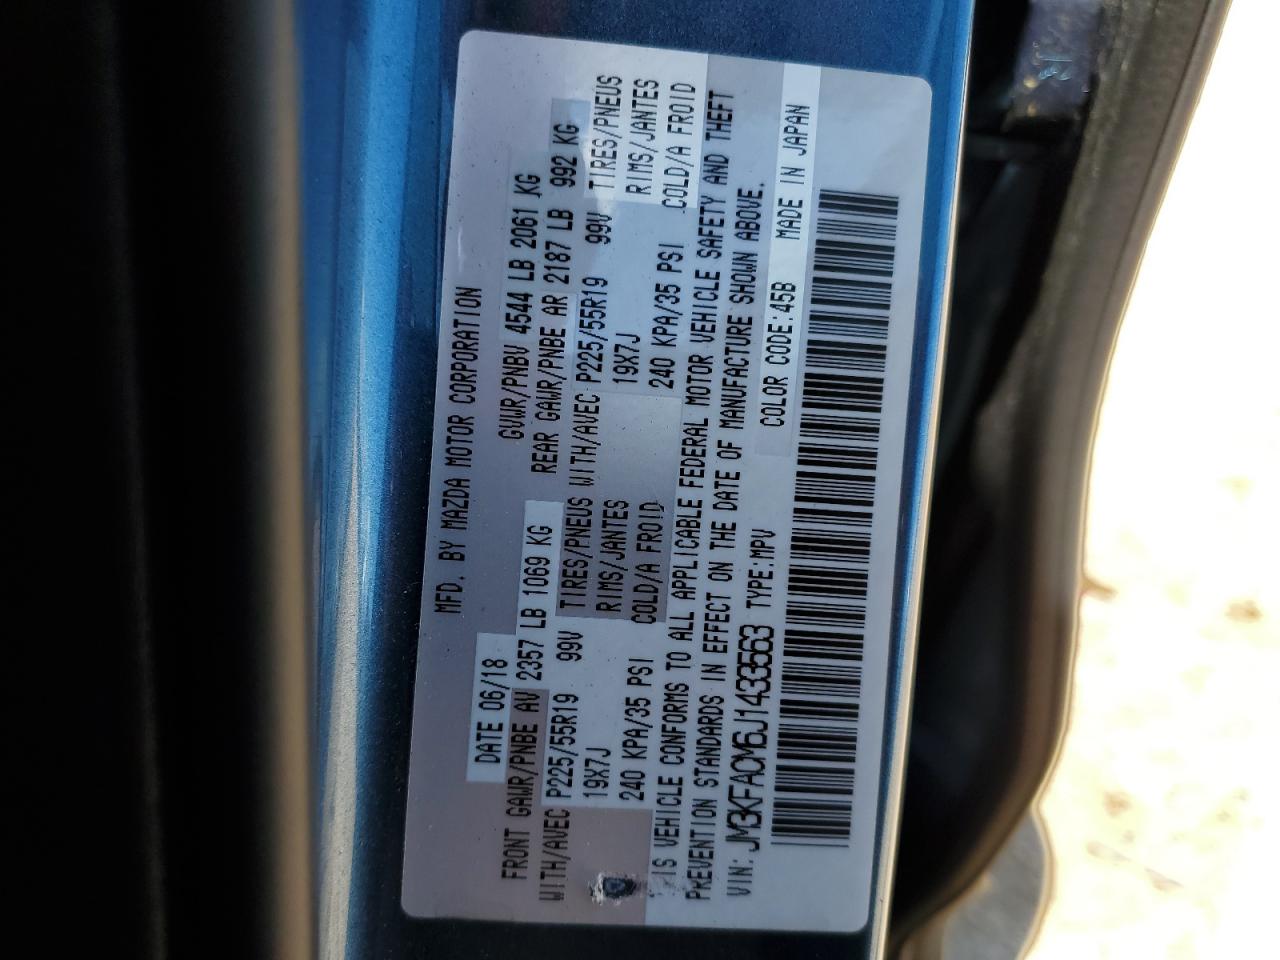 MFD. BY MAZDA MOTOR CORPORATION
DATE 06/18 GVWR/PNBV 4544 LB 2061 KG
FRONT GAWR/PNBE AV 2357 LB 1069 KG REAR GAWR/PNBE AR 2187 LB 992 KG
WITH/AVEC P225/55R19 99V TIRES/PNEUS WITH/AVEC P225/55R19 99V TIRES/PNEUS
19X7J RIMS/JANTES 19X7J RIMS/JANTES
240 KPA/35 PSI COLD/A FROID 240 KPA/35 PSI COLD/A FROID
IS VEHICLE CONFORMS TO ALL APPLICABLE FEDERAL MOTOR VEHICLE SAFETY AND THEFT
PREVENTION STANDARDS IN EFFECT ON THE DATE OF MANUFACTURE SHOWN ABOVE.
VIN: JM3KFACM6J1433563 TYPE:MPV COLOR CODE:45B MADE IN JAPAN